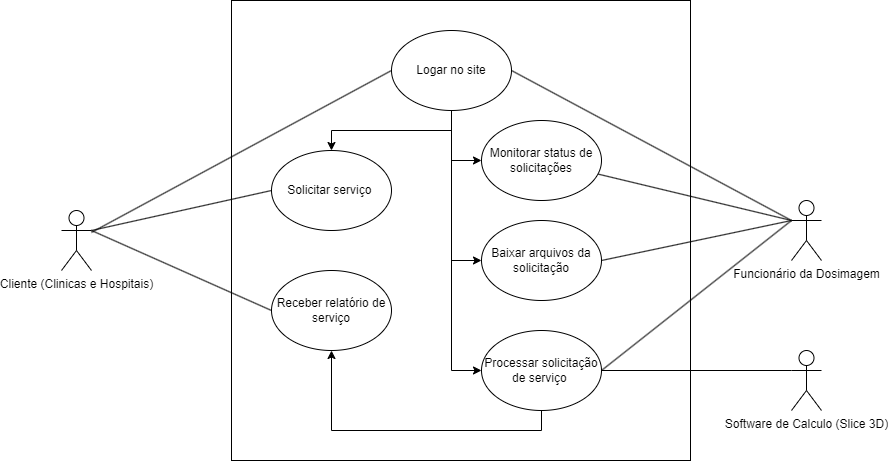 Logar no site
Monitorar status de
solicitações
Solicitar serviço
Baixar arquivos da
solicitação
Cliente (Clinicas e Hospitais)
Funcionário da Dosimagem
Receber relatório de
serviço
Processar solicitação
de serviço
Software de Calculo (Slice 3D)